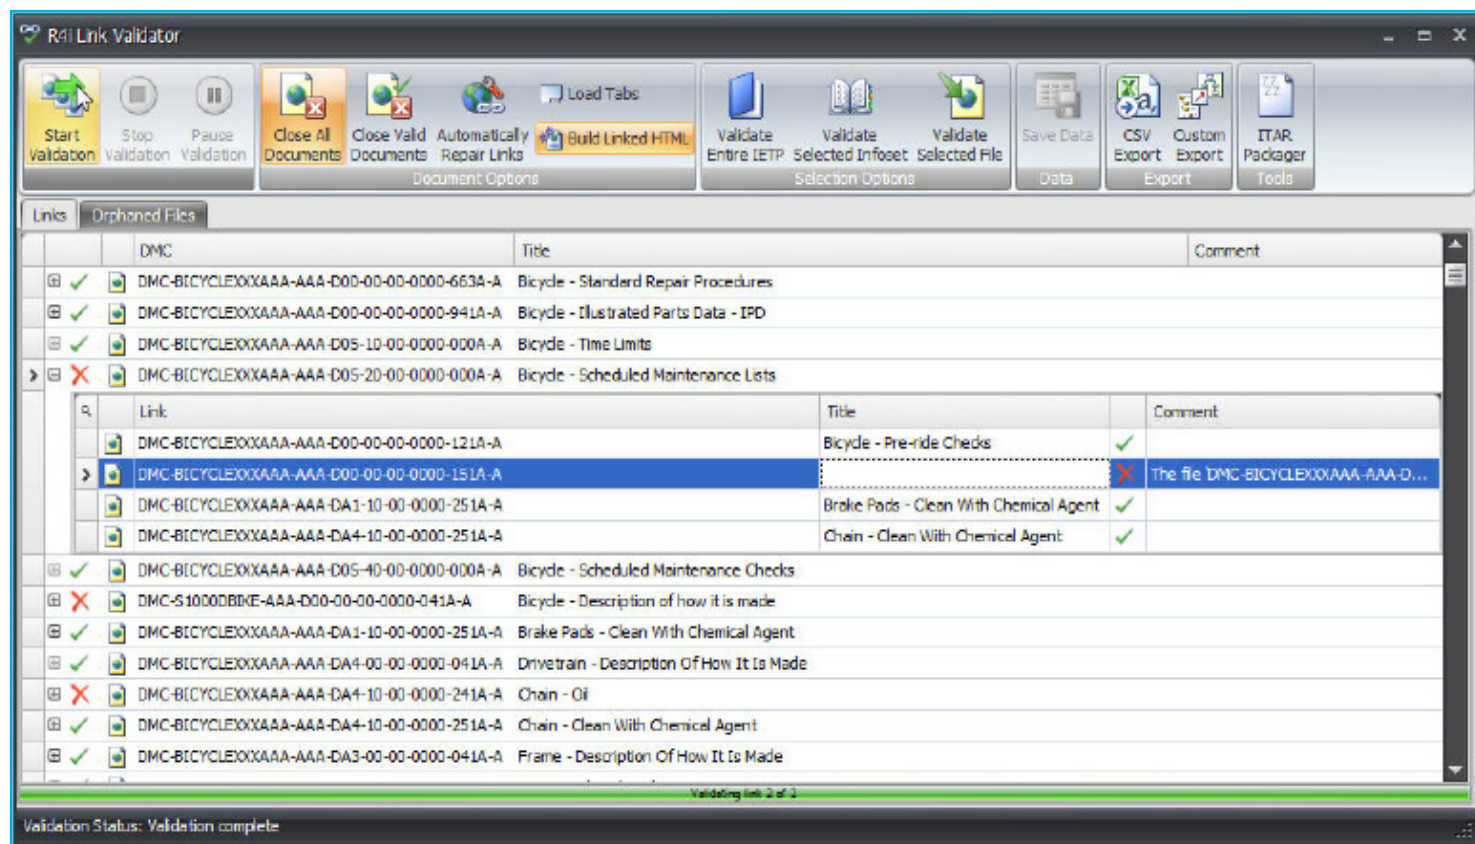 R4i Link Validator
Start Validation
Stop Validation
Pause Validation
Close All Documents
Close Valid Documents
Automatically Repair Links
Load Tabs
Build Linked HTML
Document Options
Validate Entire IETP
Validate Selected Infoset
Validate Selected File
Selection Options
Save Data
Data
CSV Export
Custom Export
Export
ITAR Packager
Tools
Links Orphaned Files
DMC Title Comment
DMC-BICYCLEXXXAAA-AAA-D00-00-00-0000-663A-A Bicycle - Standard Repair Procedures
DMC-BICYCLEXXXAAA-AAA-D00-00-00-0000-941A-A Bicycle - Illustrated Parts Data - IPD
DMC-BICYCLEXXXAAA-AAA-D05-10-00-0000-000A-A Bicycle - Time Limits
DMC-BICYCLEXXXAAA-AAA-D05-20-00-0000-000A-A Bicycle - Scheduled Maintenance Lists
Link Title Comment
DMC-BICYCLEXXXAAA-AAA-D00-00-00-0000-121A-A Bicycle - Pre-ride Checks
DMC-BICYCLEXXXAAA-AAA-D00-00-00-0000-151A-A The file 'DMC-BICYCLEXXXAAA-AAA-D...
DMC-BICYCLEXXXAAA-AAA-DA1-10-00-0000-251A-A Brake Pads - Clean With Chemical Agent
DMC-BICYCLEXXXAAA-AAA-DA4-10-00-0000-251A-A Chain - Clean With Chemical Agent
DMC-BICYCLEXXXAAA-AAA-D05-40-00-0000-000A-A Bicycle - Scheduled Maintenance Checks
DMC-S1000DBIKE-AAA-D00-00-00-0000-041A-A Bicycle - Description of how it is made
DMC-BICYCLEXXXAAA-AAA-DA1-10-00-0000-251A-A Brake Pads - Clean With Chemical Agent
DMC-BICYCLEXXXAAA-AAA-DA4-00-00-0000-041A-A Drivetrain - Description Of How It Is Made
DMC-BICYCLEXXXAAA-AAA-DA4-10-00-0000-241A-A Chain - Oil
DMC-BICYCLEXXXAAA-AAA-DA4-10-00-0000-251A-A Chain - Clean With Chemical Agent
DMC-BICYCLEXXXAAA-AAA-DA3-00-00-0000-041A-A Frame - Description Of How It Is Made
Validating link 2 of 2
Validation Status: Validation complete